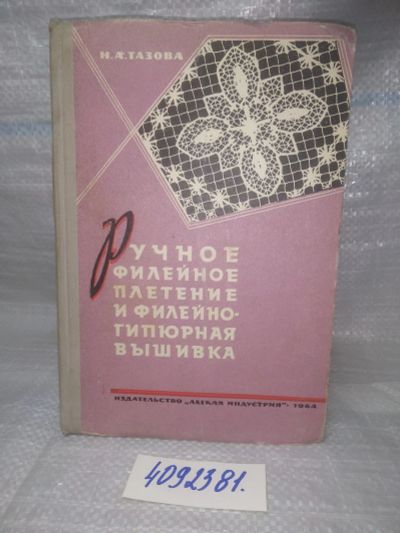 Н.А. ТАЗОВА
РУЧНОЕ
ФИЛЕЙНОЕ
ПЛЕТЕНИЕ
И ФИЛЕЙНО-
ГИПЮРНАЯ
ВЫШИВКА
ИЗДАТЕЛЬСТВО „ЛЕГКАЯ ИНДУСТРИЯ“ · 1964
4092381.